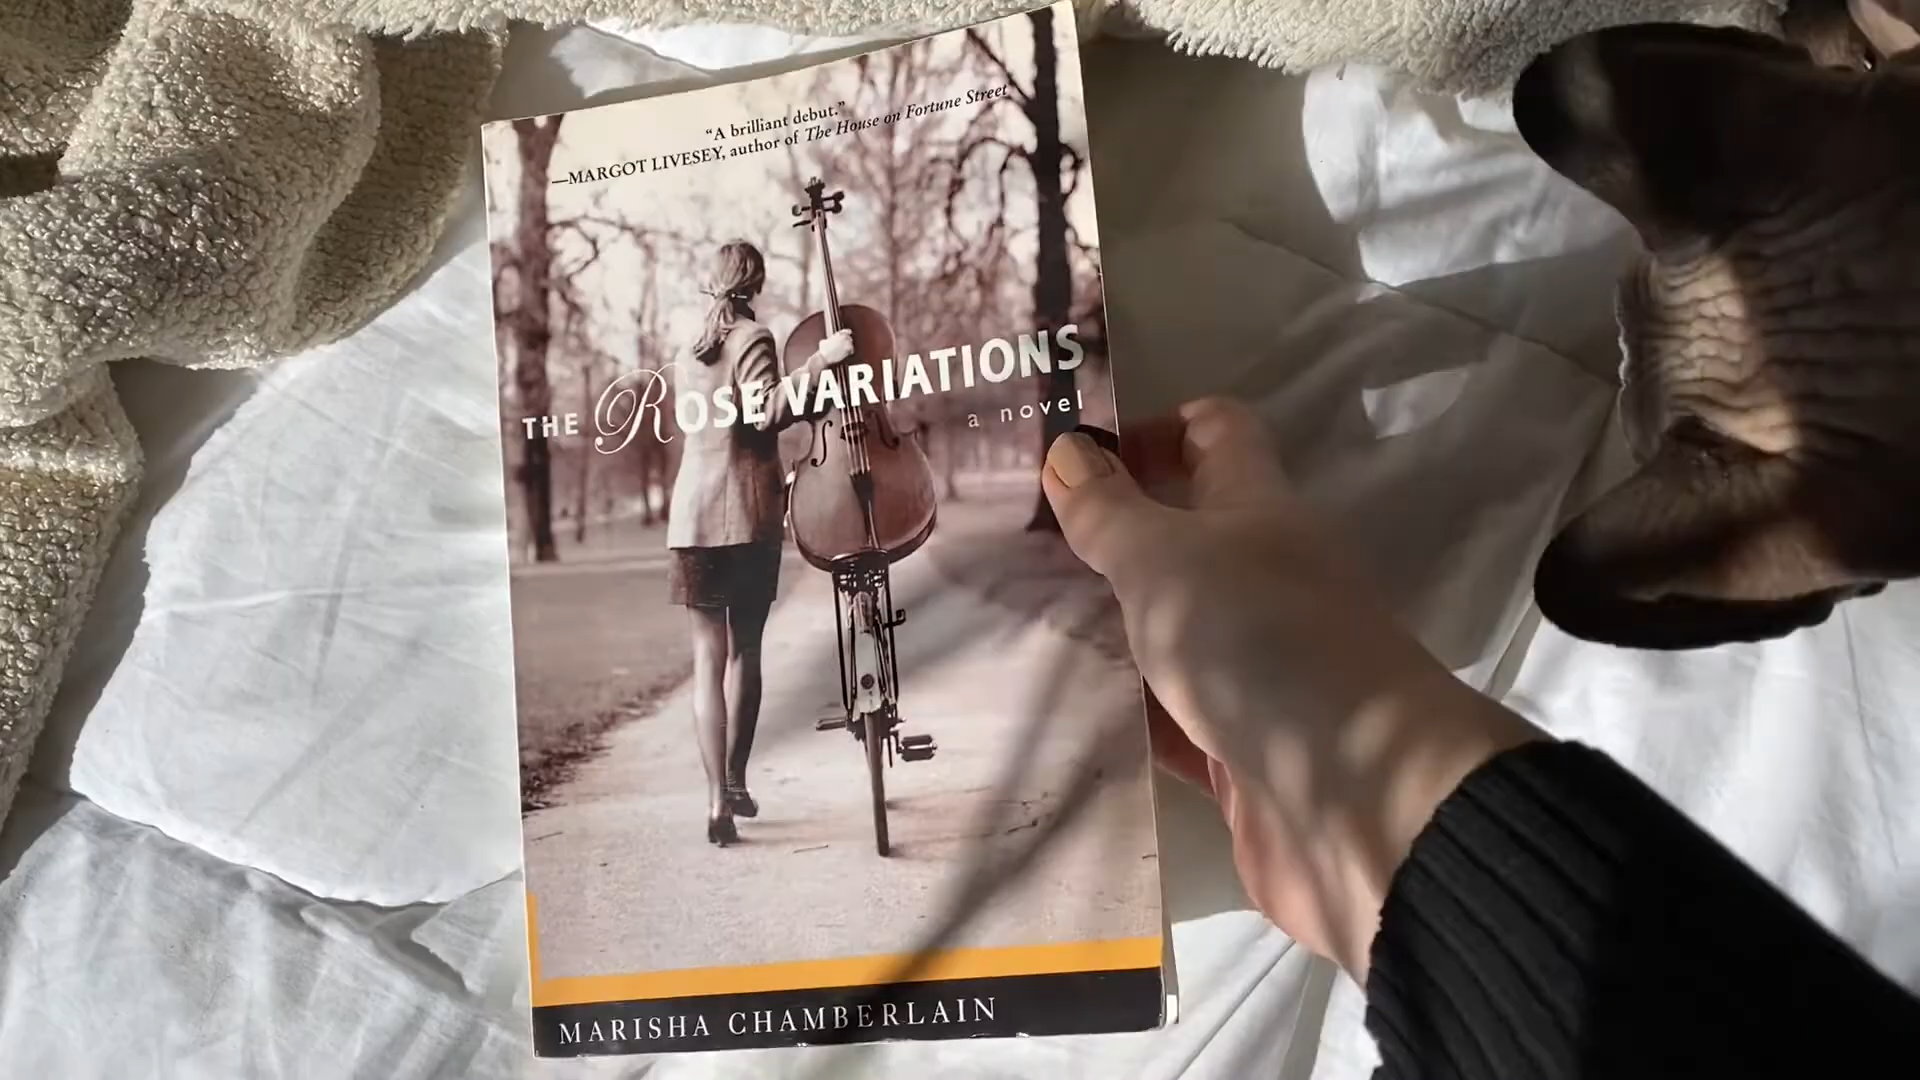 “A brilliant debut.”
—MARGOT LIVESEY, author of The House on Fortune Street
THE ROSE VARIATIONS
a novel
MARISHA CHAMBERLAIN